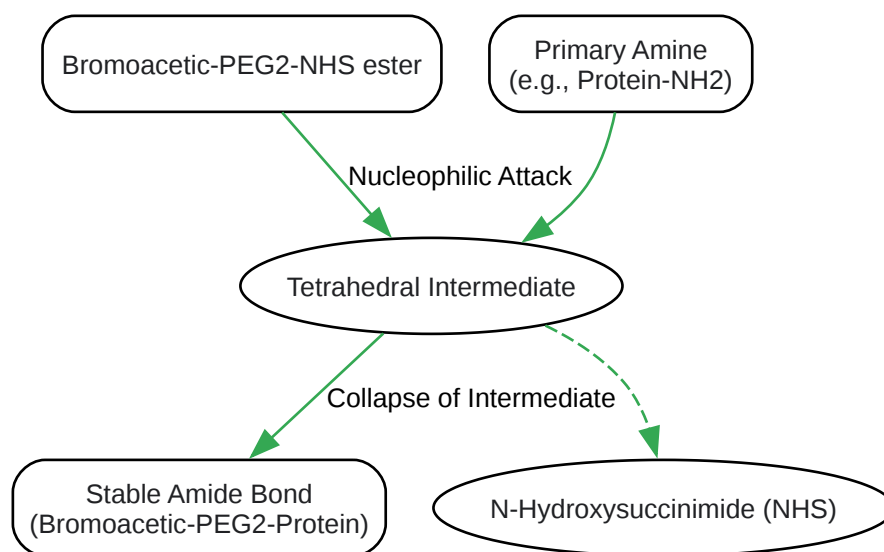 Bromoacetic-PEG2-NHS ester
Primary Amine
(e.g., Protein-NH2)
Nucleophilic Attack
Tetrahedral Intermediate
Collapse of Intermediate
Stable Amide Bond
(Bromoacetic-PEG2-Protein)
N-Hydroxysuccinimide (NHS)